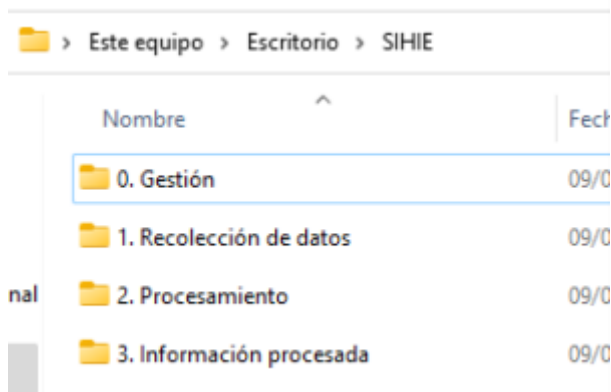 Este equipo > Escritorio > SIHIE
Nombre Fech
0. Gestión 09/0
1. Recolección de datos 09/0
nal 2. Procesamiento 09/0
3. Información procesada 09/0